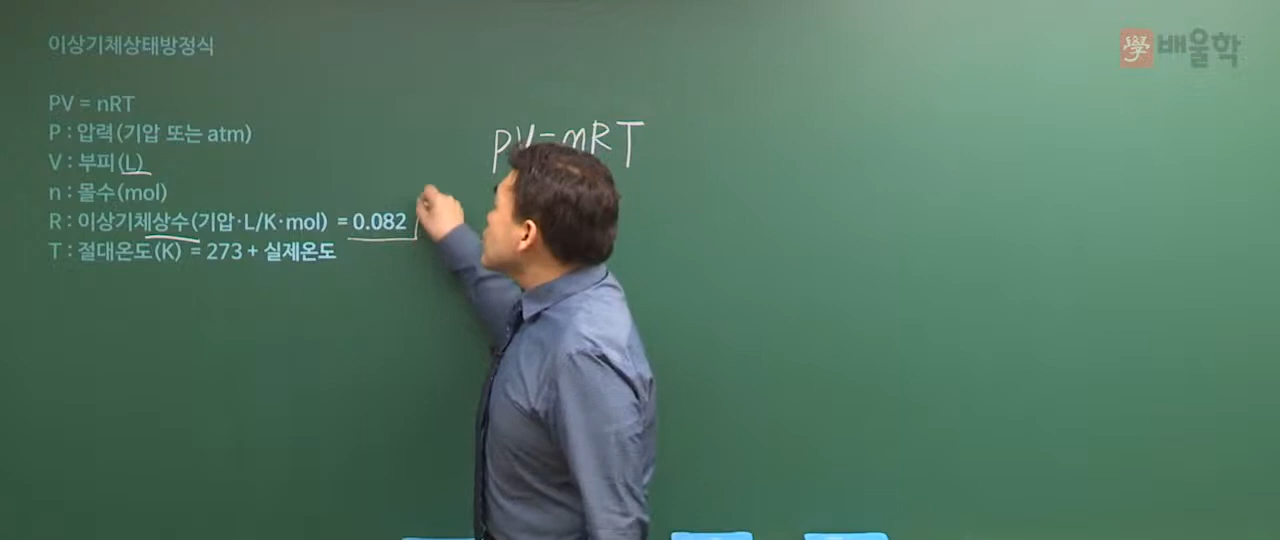 이상기체상태방정식
學 배울학
PV = nRT
P : 압력(기압 또는 atm)
V : 부피(L)
n : 몰수(mol)
R : 이상기체상수(기압·L/K·mol) = 0.082
T : 절대온도(K) = 273 + 실제온도
PV=nRT